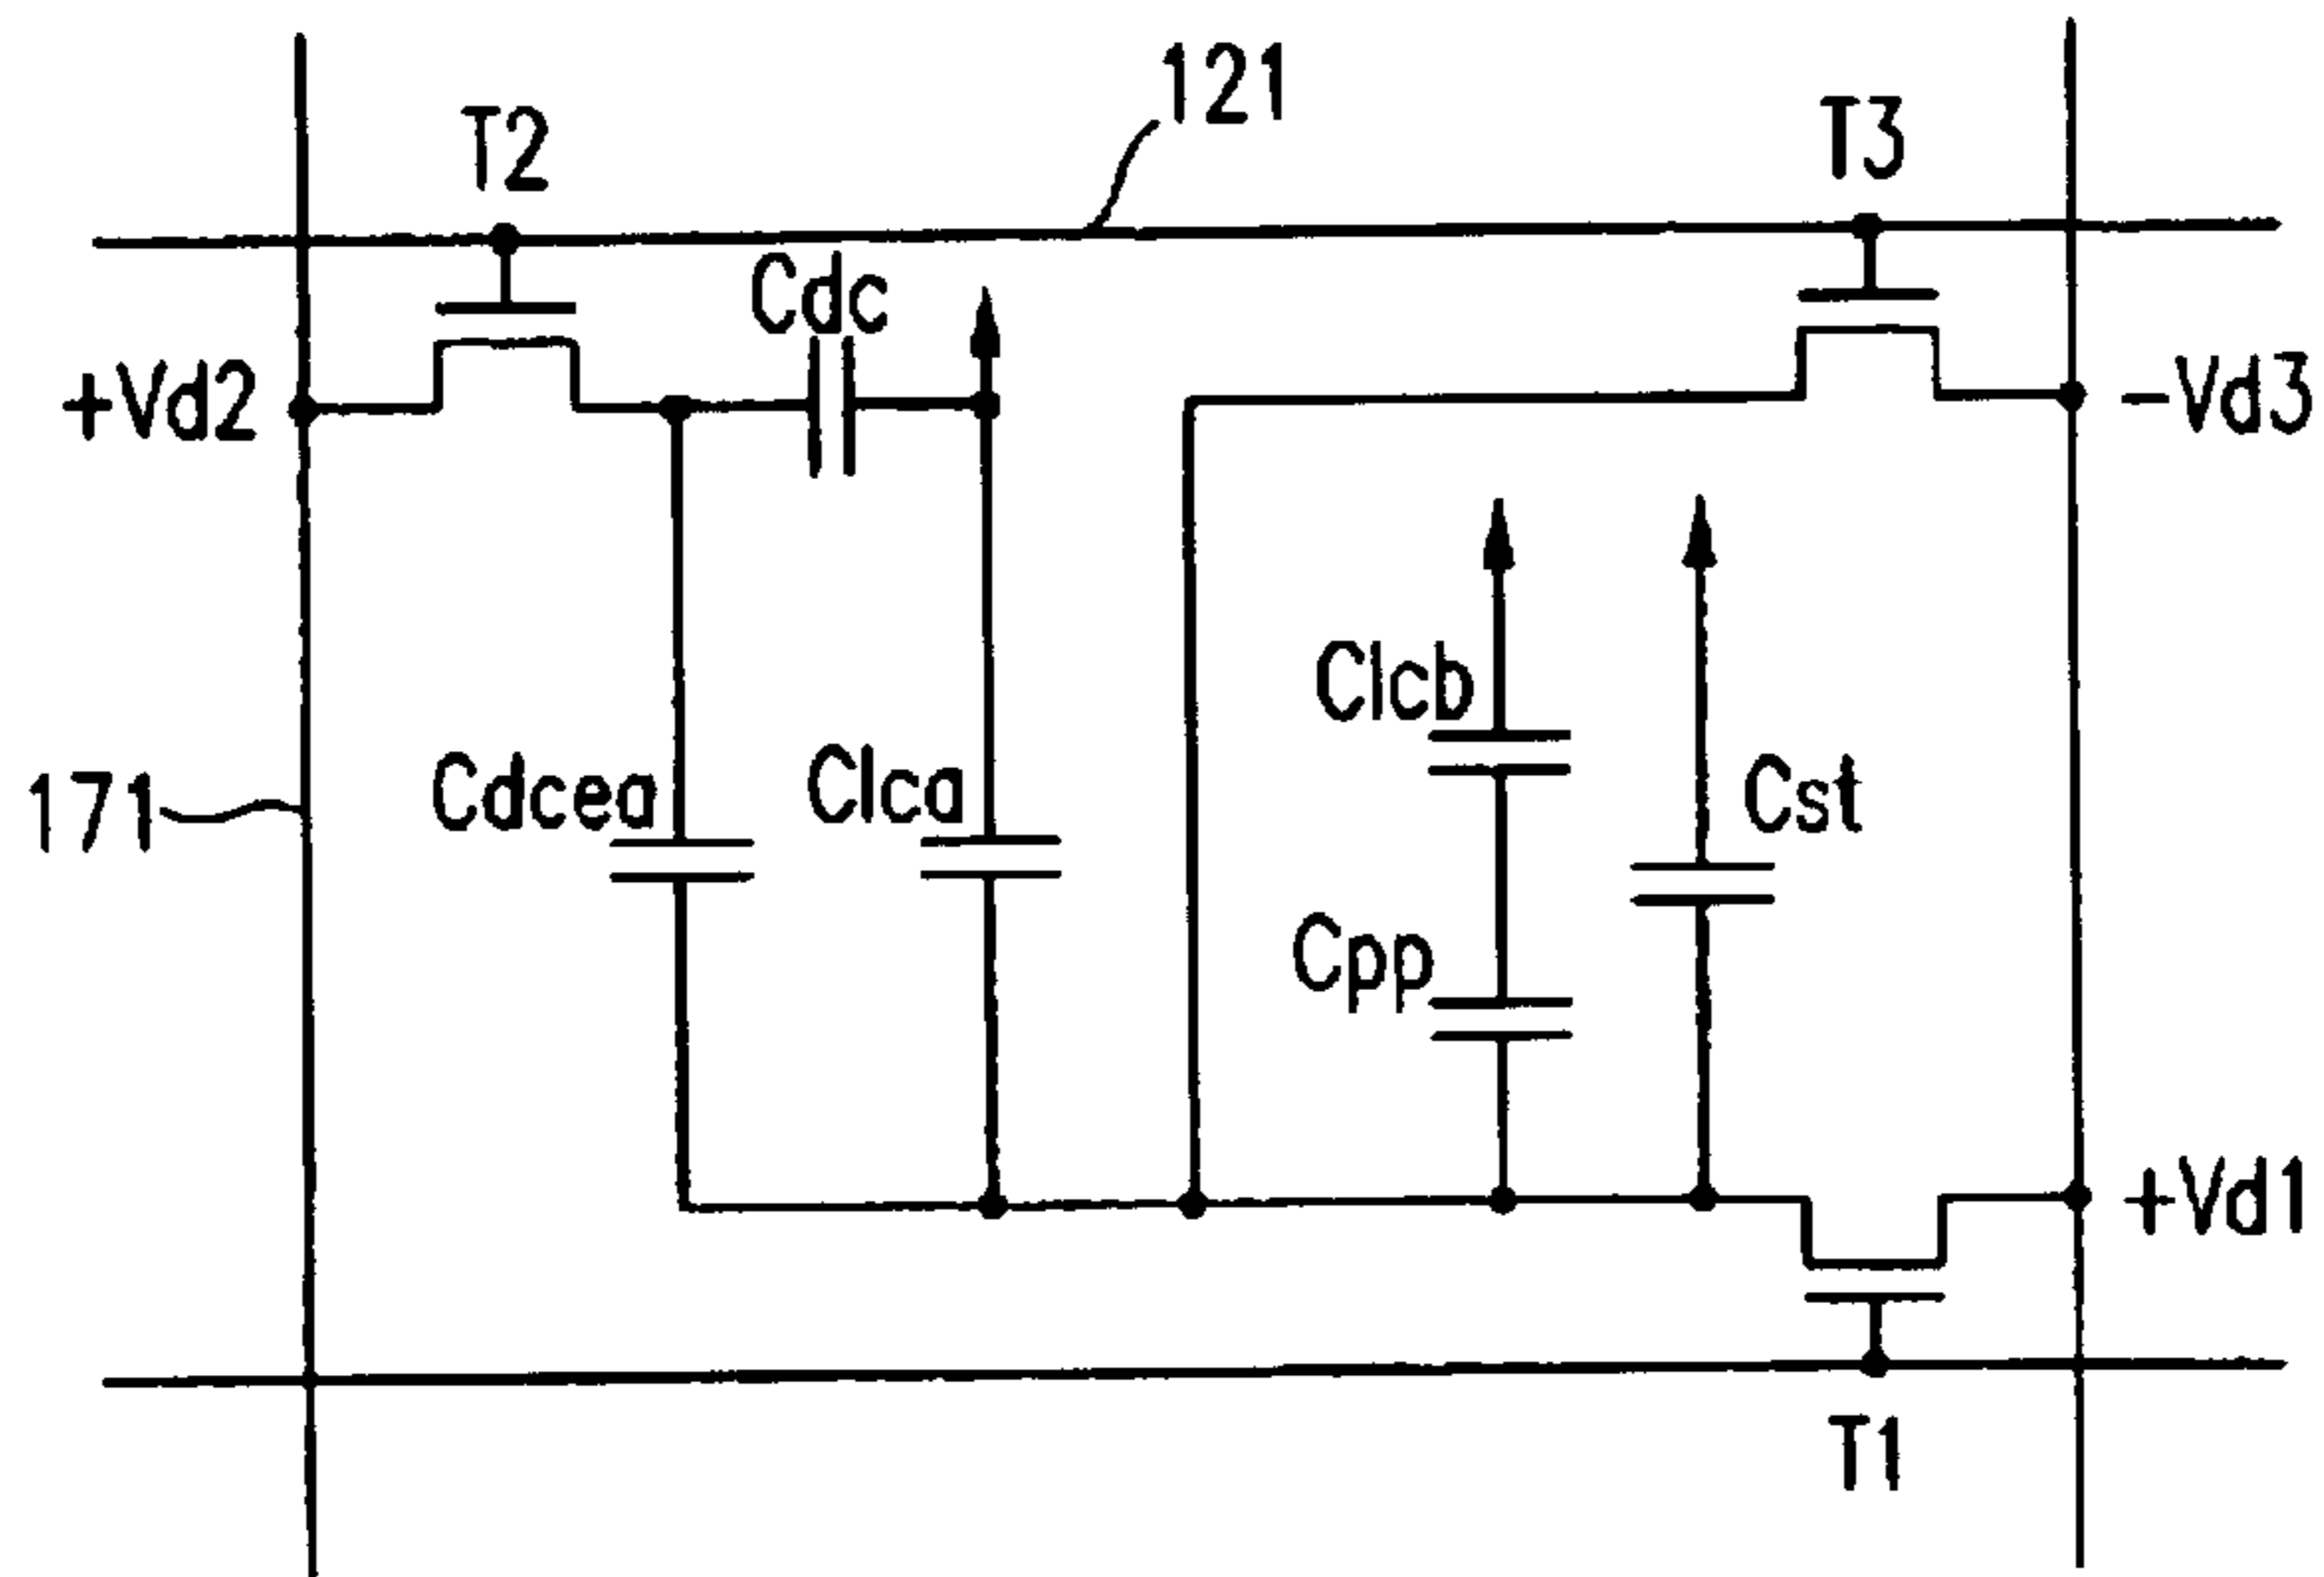 121
T2
T3
Cdc
+Vd2
-Vd3
Clcb
171
Cdcea
Clca
Cst
Cpp
+Vd1
T1